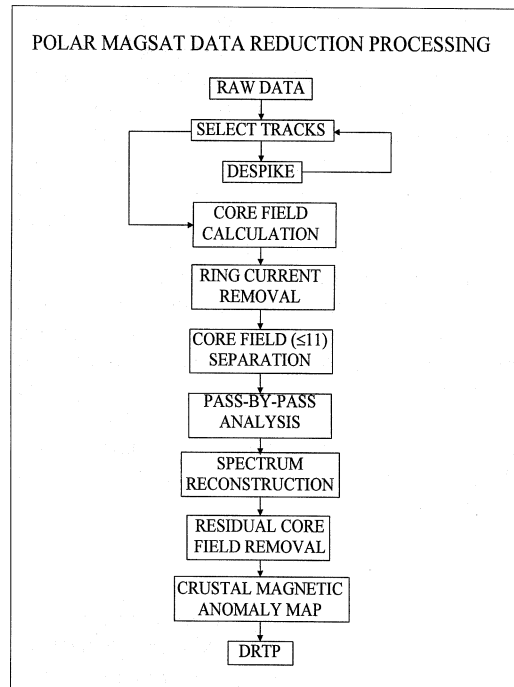 POLAR MAGSAT DATA REDUCTION PROCESSING
RAW DATA
SELECT TRACKS
DESPIKE
CORE FIELD
CALCULATION
RING CURRENT
REMOVAL
CORE FIELD (≤11)
SEPARATION
PASS-BY-PASS
ANALYSIS
SPECTRUM
RECONSTRUCTION
RESIDUAL CORE
FIELD REMOVAL
CRUSTAL MAGNETIC
ANOMALY MAP
DRTP